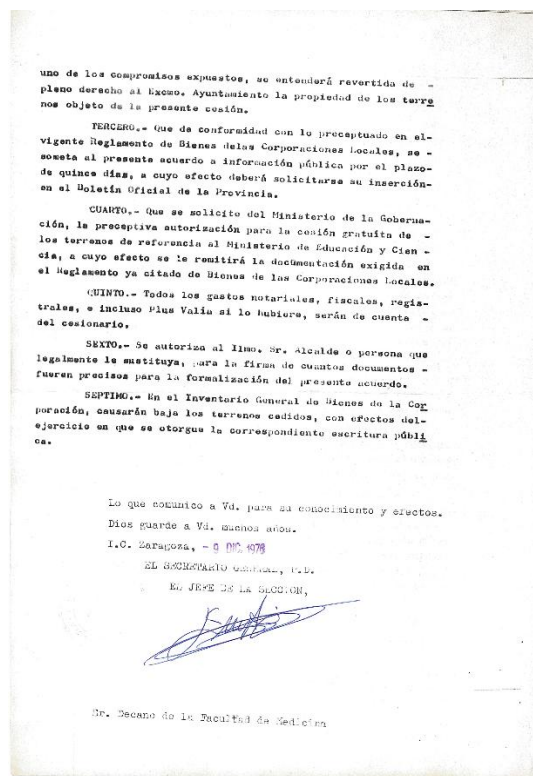 uno de los compromisos expuestos, se entenderá revertida de -
pleno derecho al Excmo. Ayuntamiento la propiedad de los terre
nos objeto de la presente cesión.
TERCERO.- Que de conformidad con lo preceptuado en el-
vigente Reglamento de Bienes delas Corporaciones Locales, se -
someta al presente acuerdo a información pública por el plazo-
de quince días, a cuyo efecto deberá solicitarse su inserción-
en el Boletín Oficial de la Provincia.
CUARTO.- Que se solicite del Ministerio de la Goberna-
ción, la preceptiva autorización para la cesión gratuita de -
los terrenos de referencia al Ministerio de Educación y Cien -
cia, a cuyo efecto se le remitirá la documentación exigida en
el Reglamento ya citado de Bienes de las Corporaciones Locales.
QUINTO.- Todos los gastos notariales, fiscales, regis-
trales, e incluso Plus Valia si lo hubiere, serán de cuenta -
del cesionario.
SEXTO.- Se autoriza al Ilmo. Sr. Alcalde o persona que
legalmente le sustituya, para la firma de cuantos documentos -
fueren precisos para la formalización del presente acuerdo.
SEPTIMO.- En el Inventario General de Bienes de la Cor
poración, causarán baja los terrenos cedidos, con efectos del-
ejercicio en que se otorgue la correspondiente escritura públi
ca.
Lo que comunico a Vd. para su conocimiento y efectos.
Dios guarde a Vd. muchos años.
I.C. Zaragoza, - 9 DIC 1976
EL SECRETARIO GENERAL, P.D.
EL JEFE DE LA SECCION,
Sr. Decano de la Facultad de Medicina